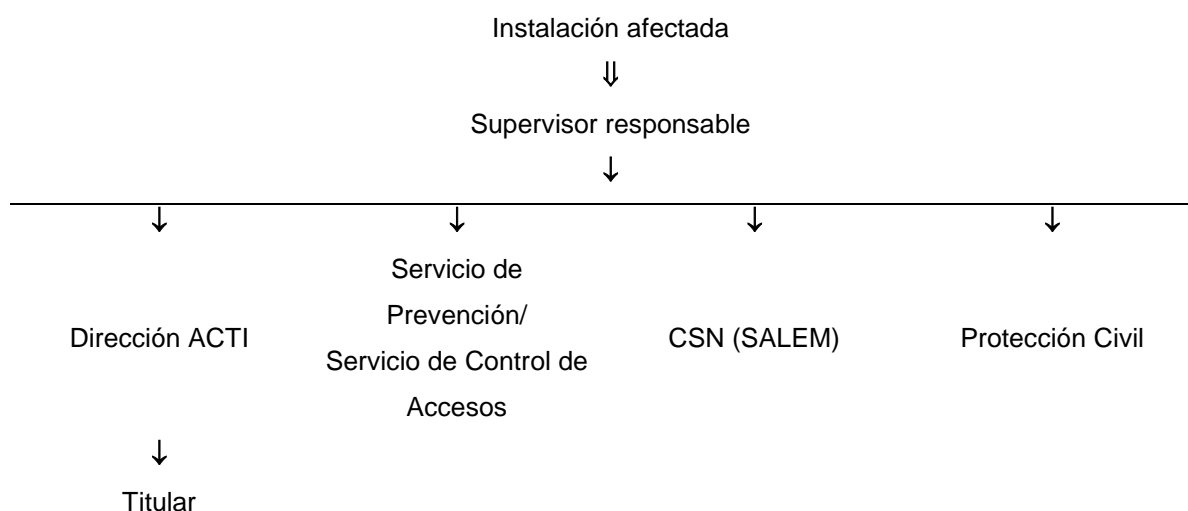 Instalación afectada
⇓
Supervisor responsable
↓
↓ ↓ ↓ ↓
Dirección ACTI
Servicio de
Prevención/
Servicio de Control de
Accesos
CSN (SALEM)
Protección Civil
↓
Titular